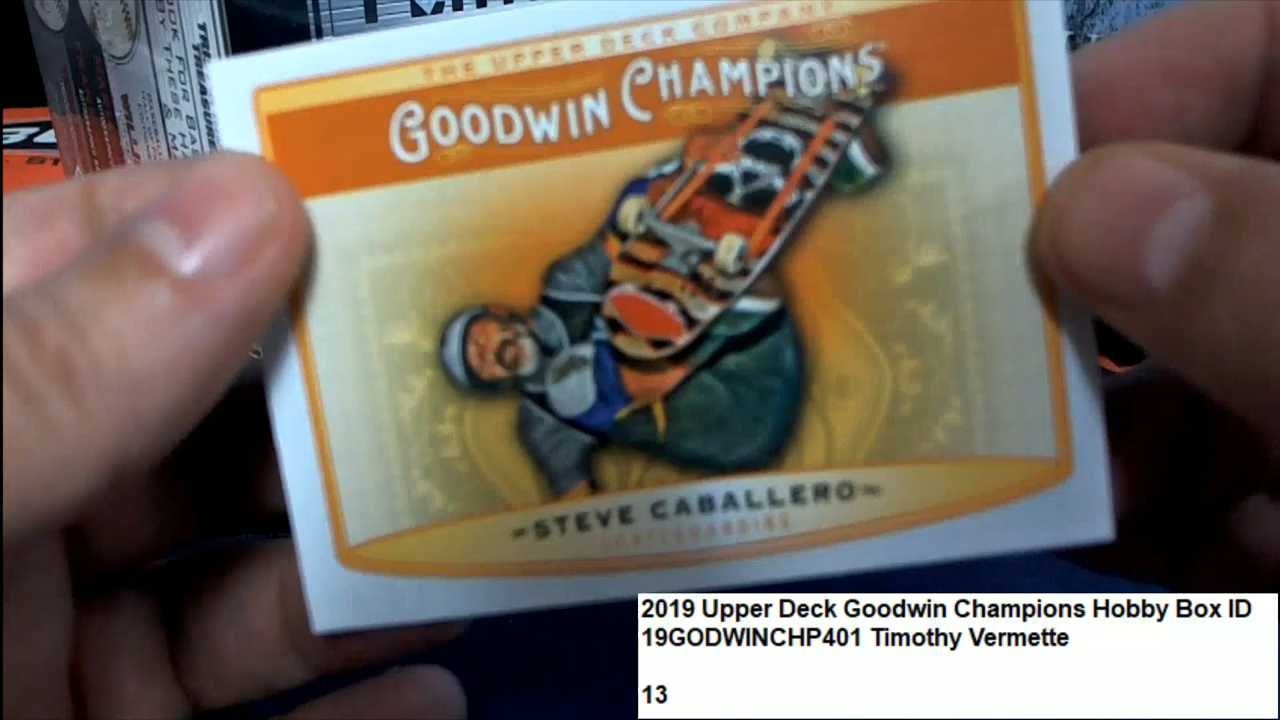 THE UPPER DECK COMPANY
GOODWIN CHAMPIONS
STEVE CABALLERO
SKATEBOARDING
2019 Upper Deck Goodwin Champions Hobby Box ID
19GODWINCHP401 Timothy Vermette
13